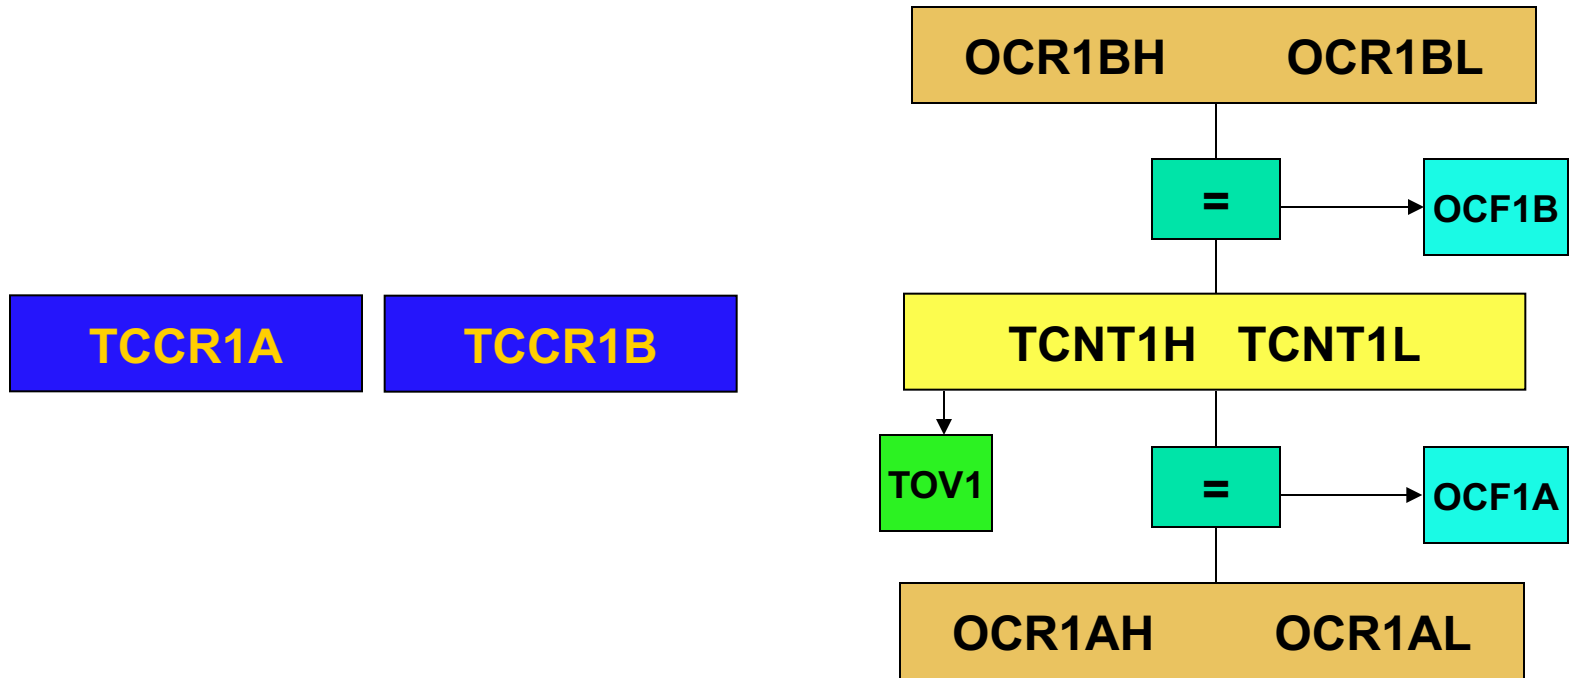 OCR1BH OCR1BL
=
OCF1B
TCCR1A TCCR1B
TCNT1H TCNT1L
TOV1
=
OCF1A
OCR1AH OCR1AL